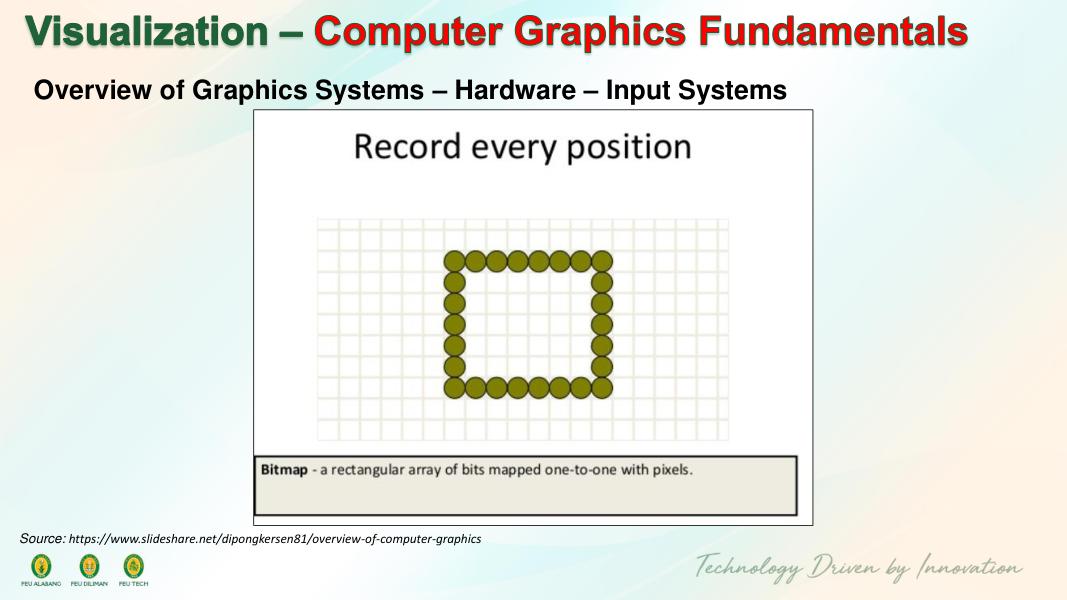 Visualization – Computer Graphics Fundamentals
Overview of Graphics Systems – Hardware – Input Systems
Record every position
Bitmap - a rectangular array of bits mapped one-to-one with pixels.
Source: https://www.slideshare.net/dipongkersen81/overview-of-computer-graphics
FEU ALABANG FEU DILIMAN FEU TECH
Technology Driven by Innovation